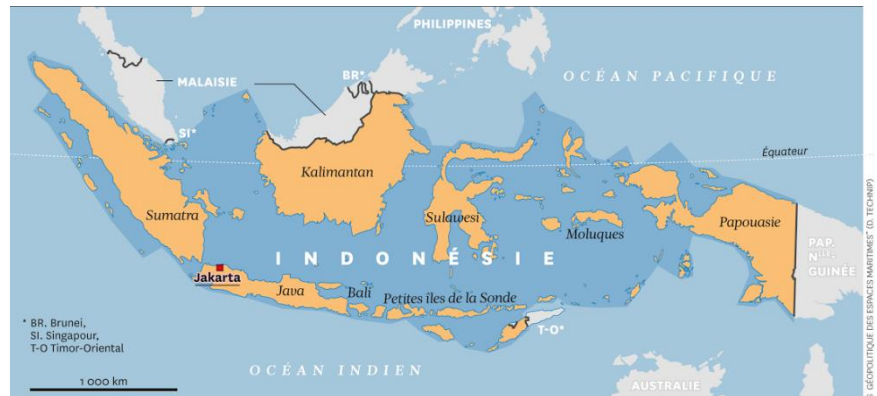 PHILIPPINES
MALAISIE
BR*
OCÉAN PACIFIQUE
SI*
Équateur
Kalimantan
Sumatra
Sulawesi
Moluques
Papouasie
PAP.
N^LLE-
GUINÉE
INDONÉSIE
Jakarta
Java
Bali
Petites îles de la Sonde
T-O*
* BR. Brunei,
SI. Singapour,
T-O Timor-Oriental
OCÉAN INDIEN
AUSTRALIE
1 000 km
GÉOPOLITIQUE DES ESPACES MARITIMES" (D. TECHNIP)